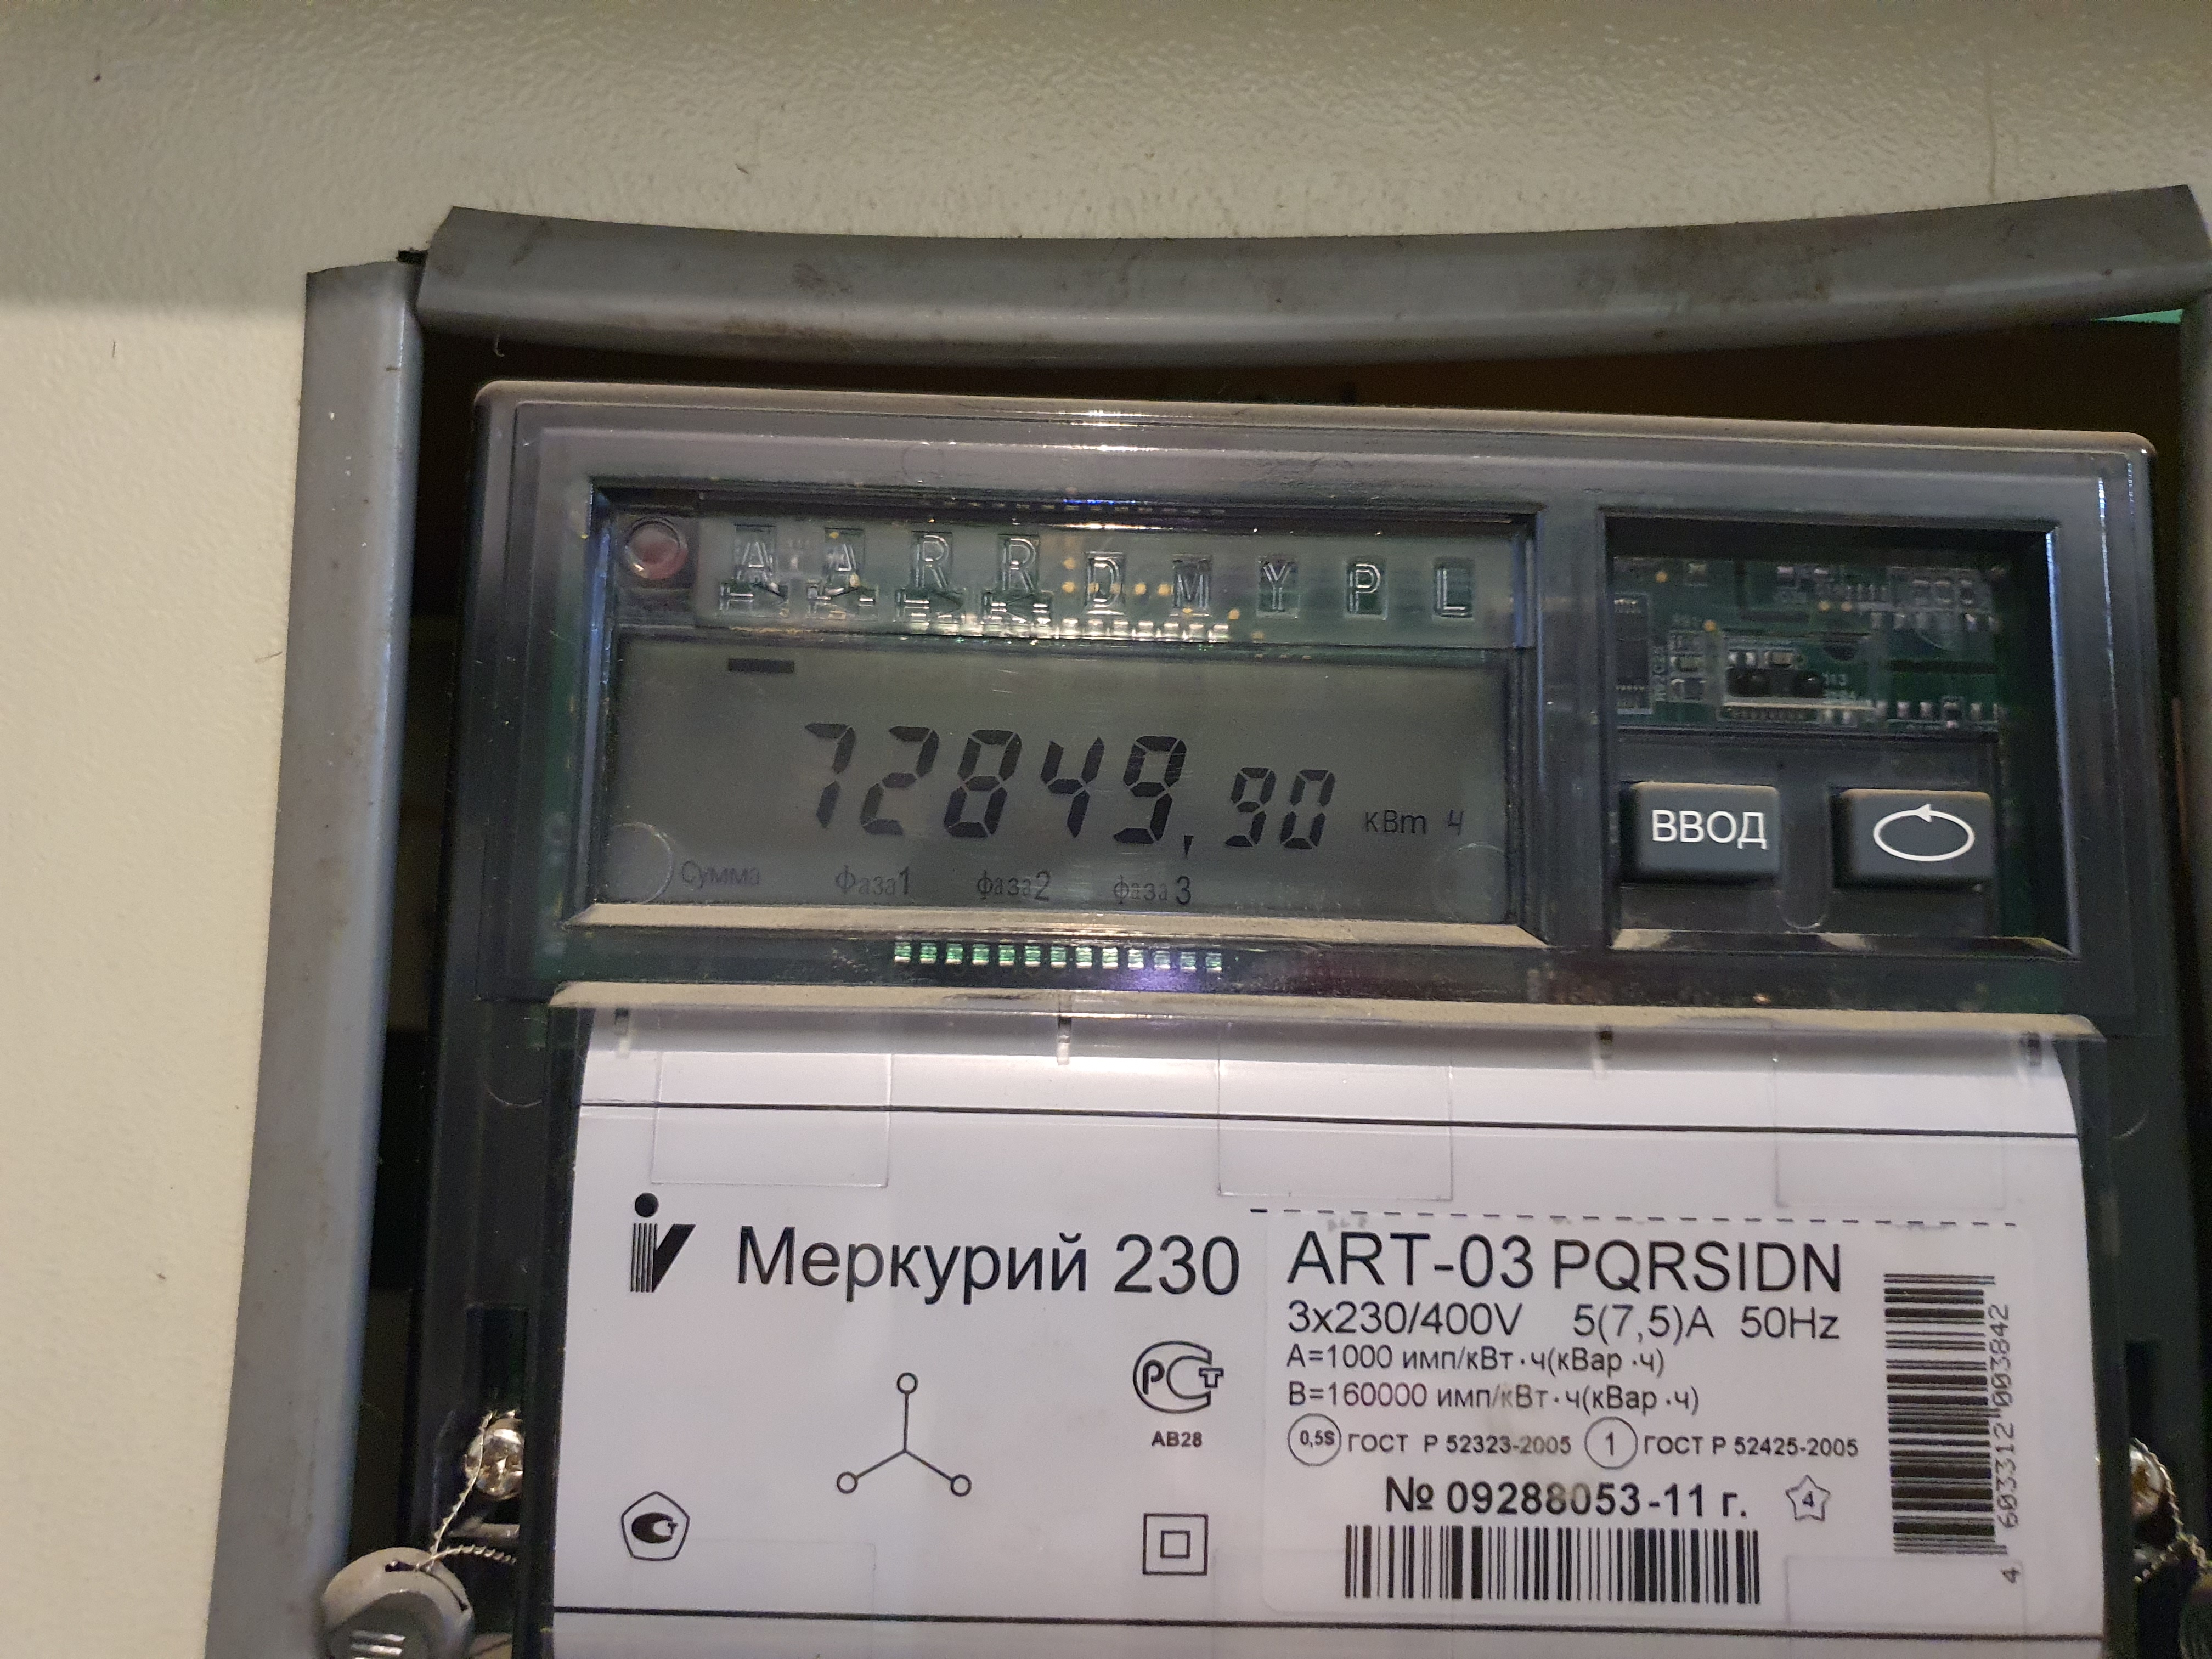 A A R R D M Y P L
72849,90 кВт ч
Сумма фаза1 фаза2 фаза3
ВВОД
Меркурий 230
ART-03 PQRSIDN
3x230/400V 5(7,5)A 50Hz
A=1000 имп/кВт·ч(кВар·ч)
B=160000 имп/кВт·ч(кВар·ч)
0,5S ГОСТ Р 52323-2005 1 ГОСТ Р 52425-2005
№ 09288053-11 г. 4
РСТ
АВ28
4 603312 003842